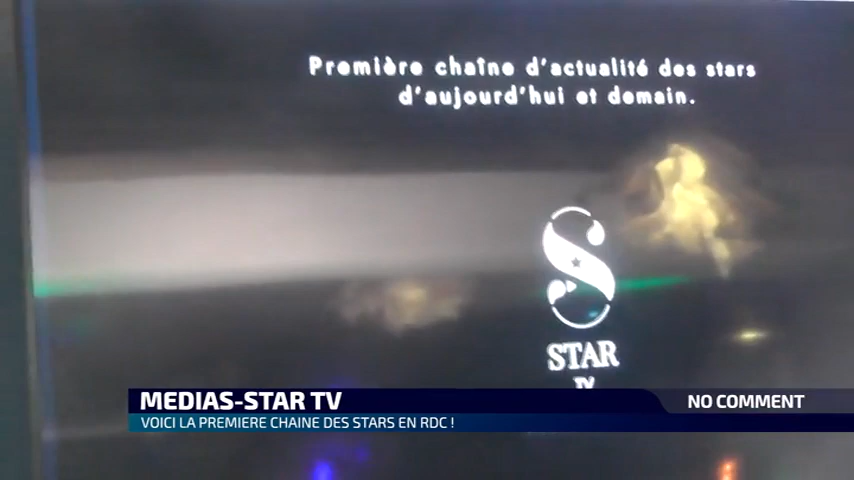 Première chaîne d'actualité des stars
d'aujourd'hui et demain.
S
STAR
TV
MEDIAS-STAR TV
NO COMMENT
VOICI LA PREMIERE CHAINE DES STARS EN RDC !